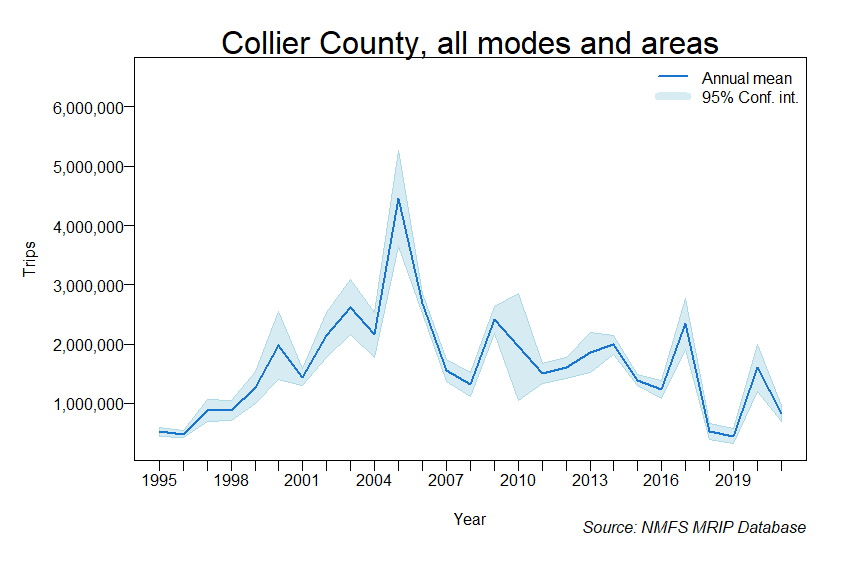 Collier County, all modes and areas
Annual mean
95% Conf. int.
6,000,000
5,000,000
4,000,000
3,000,000
2,000,000
1,000,000
Trips
1995 1998 2001 2004 2007 2010 2013 2016 2019
Year
Source: NMFS MRIP Database